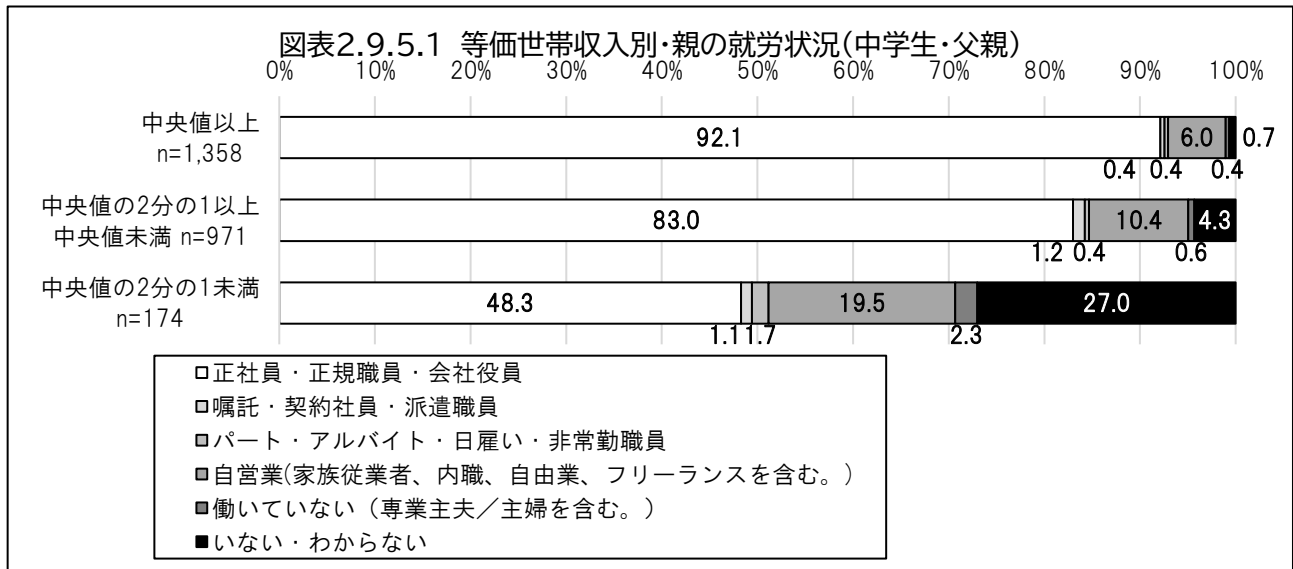 図表2.9.5.1 等価世帯収入別・親の就労状況(中学生・父親)
0% 10% 20% 30% 40% 50% 60% 70% 80% 90% 100%
中央値以上
n=1,358
92.1 6.0 0.7
0.4 0.4 0.4
中央値の2分の1以上
中央値未満 n=971
83.0 10.4 4.3
1.2 0.4 0.6
中央値の2分の1未満
n=174
48.3 19.5 27.0
1.1 1.7 2.3
正社員・正規職員・会社役員
嘱託・契約社員・派遣職員
パート・アルバイト・日雇い・非常勤職員
自営業(家族従業者、内職、自由業、フリーランスを含む。)
働いていない(専業主夫/主婦を含む。)
いない・わからない